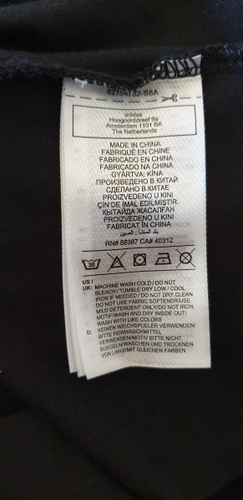 adidas
Hoogoorddreef 9a
Amsterdam 1101 BA
The Netherlands
MADE IN CHINA
FABRIQUÉ EN CHINE
FABRICADO EN CHINA
FABRICADO NA CHINA
GYÁRTVA: KÍNA
ПРОИЗВЕДЕНО В КИТАЙ
СДЕЛАНО В КИТАЕ
PROIZVEDENO U KINI
ÇİN'DE İMAL EDİLMİŞTİR.
ҚЫТАЙДА ЖАСАЛҒАН
PROIZVEDENO U KINI
FABRICAT ÎN CHINA
بلد المنشأ: الصين
RN# 88387 CA# 40312
US /
UK: MACHINE WASH COLD/DO NOT
BLEACH/TUMBLE DRY LOW / COOL
IRON IF NEEDED / DO NOT DRY CLEAN
DO NOT USE FABRIC SOFTENER/USE
MILD DETERGENT ONLY/DO NOT IRON
MOTIF/WASH AND DRY INSIDE OUT/
WASH WITH LIKE COLORS
D: KEINEN WEICHSPUELER VERWENDEN/
BITTE FEINWASCHMITTEL
VERWENDEN/MOTIV BITTE NICHT
BUEGELN/WASCHEN UND TROCKNEN
VON LINKS/MIT GLEICHEN FARBEN